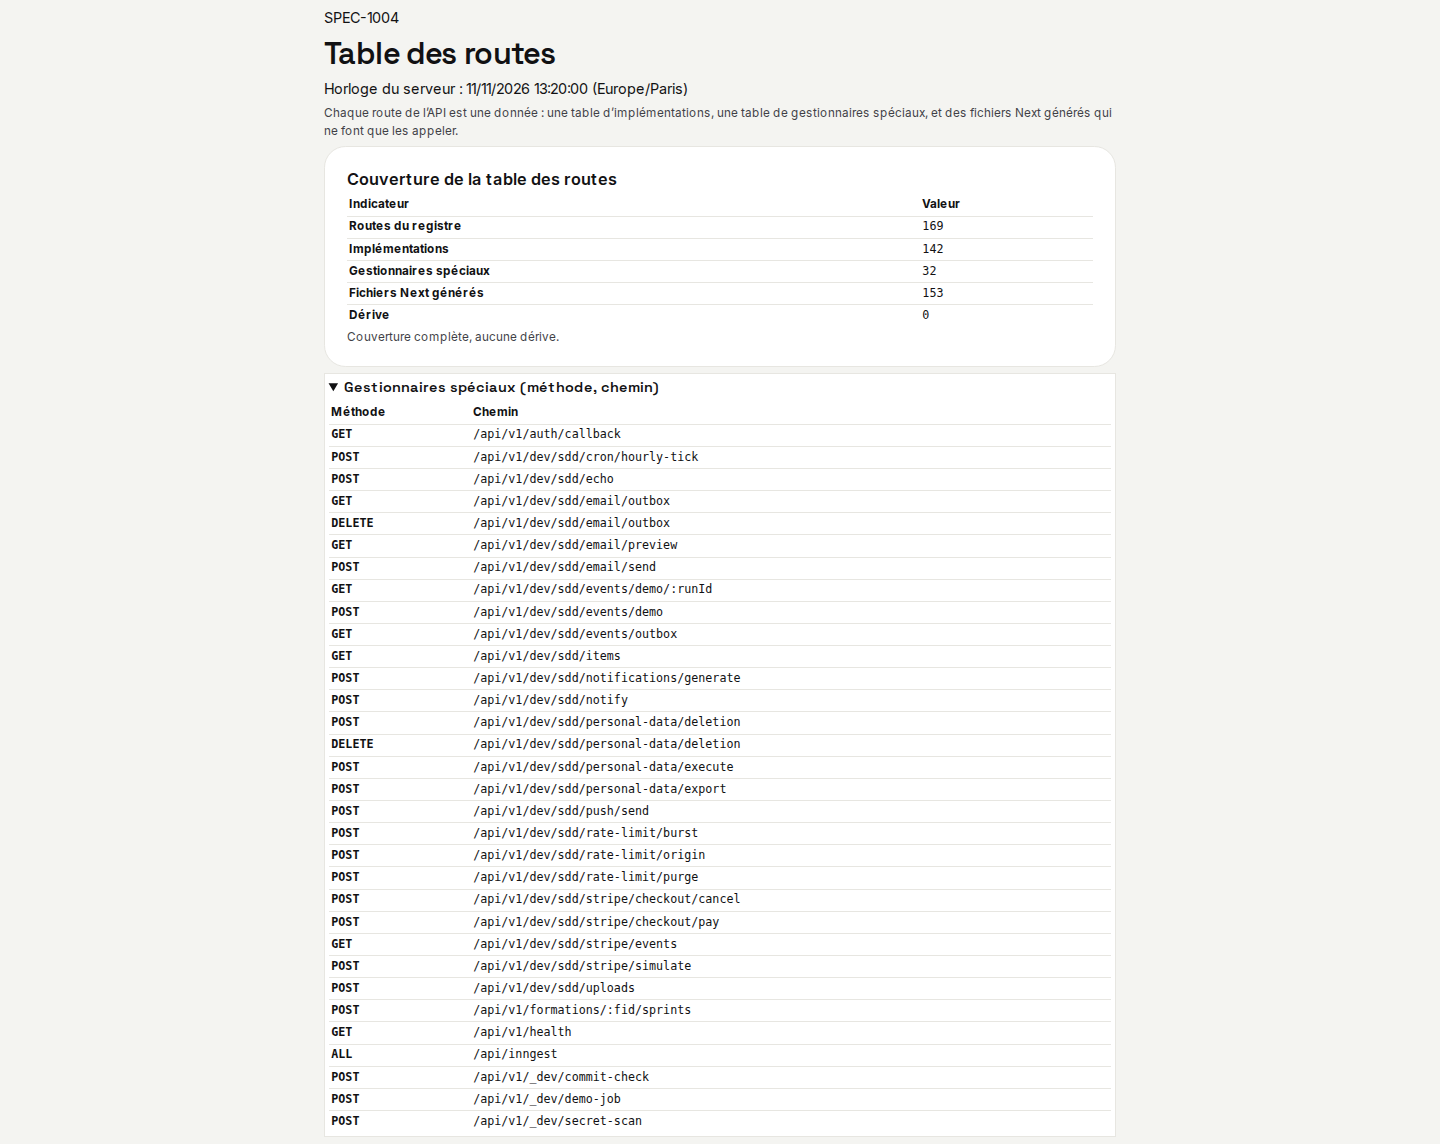 SPEC-1004
Table des routes
Horloge du serveur : 11/11/2026 13:20:00 (Europe/Paris)
Chaque route de l’API est une donnée : une table d’implémentations, une table de gestionnaires spéciaux, et des fichiers Next générés qui
ne font que les appeler.
Couverture de la table des routes
Indicateur Valeur
Routes du registre 169
Implémentations 142
Gestionnaires spéciaux 32
Fichiers Next générés 153
Dérive 0
Couverture complète, aucune dérive.
▼ Gestionnaires spéciaux (méthode, chemin)
Méthode Chemin
GET /api/v1/auth/callback
POST /api/v1/dev/sdd/cron/hourly-tick
POST /api/v1/dev/sdd/echo
GET /api/v1/dev/sdd/email/outbox
DELETE /api/v1/dev/sdd/email/outbox
GET /api/v1/dev/sdd/email/preview
POST /api/v1/dev/sdd/email/send
GET /api/v1/dev/sdd/events/demo/:runId
POST /api/v1/dev/sdd/events/demo
GET /api/v1/dev/sdd/events/outbox
GET /api/v1/dev/sdd/items
POST /api/v1/dev/sdd/notifications/generate
POST /api/v1/dev/sdd/notify
POST /api/v1/dev/sdd/personal-data/deletion
DELETE /api/v1/dev/sdd/personal-data/deletion
POST /api/v1/dev/sdd/personal-data/execute
POST /api/v1/dev/sdd/personal-data/export
POST /api/v1/dev/sdd/push/send
POST /api/v1/dev/sdd/rate-limit/burst
POST /api/v1/dev/sdd/rate-limit/origin
POST /api/v1/dev/sdd/rate-limit/purge
POST /api/v1/dev/sdd/stripe/checkout/cancel
POST /api/v1/dev/sdd/stripe/checkout/pay
GET /api/v1/dev/sdd/stripe/events
POST /api/v1/dev/sdd/stripe/simulate
POST /api/v1/dev/sdd/uploads
POST /api/v1/formations/:fid/sprints
GET /api/v1/health
ALL /api/inngest
POST /api/v1/_dev/commit-check
POST /api/v1/_dev/demo-job
POST /api/v1/_dev/secret-scan